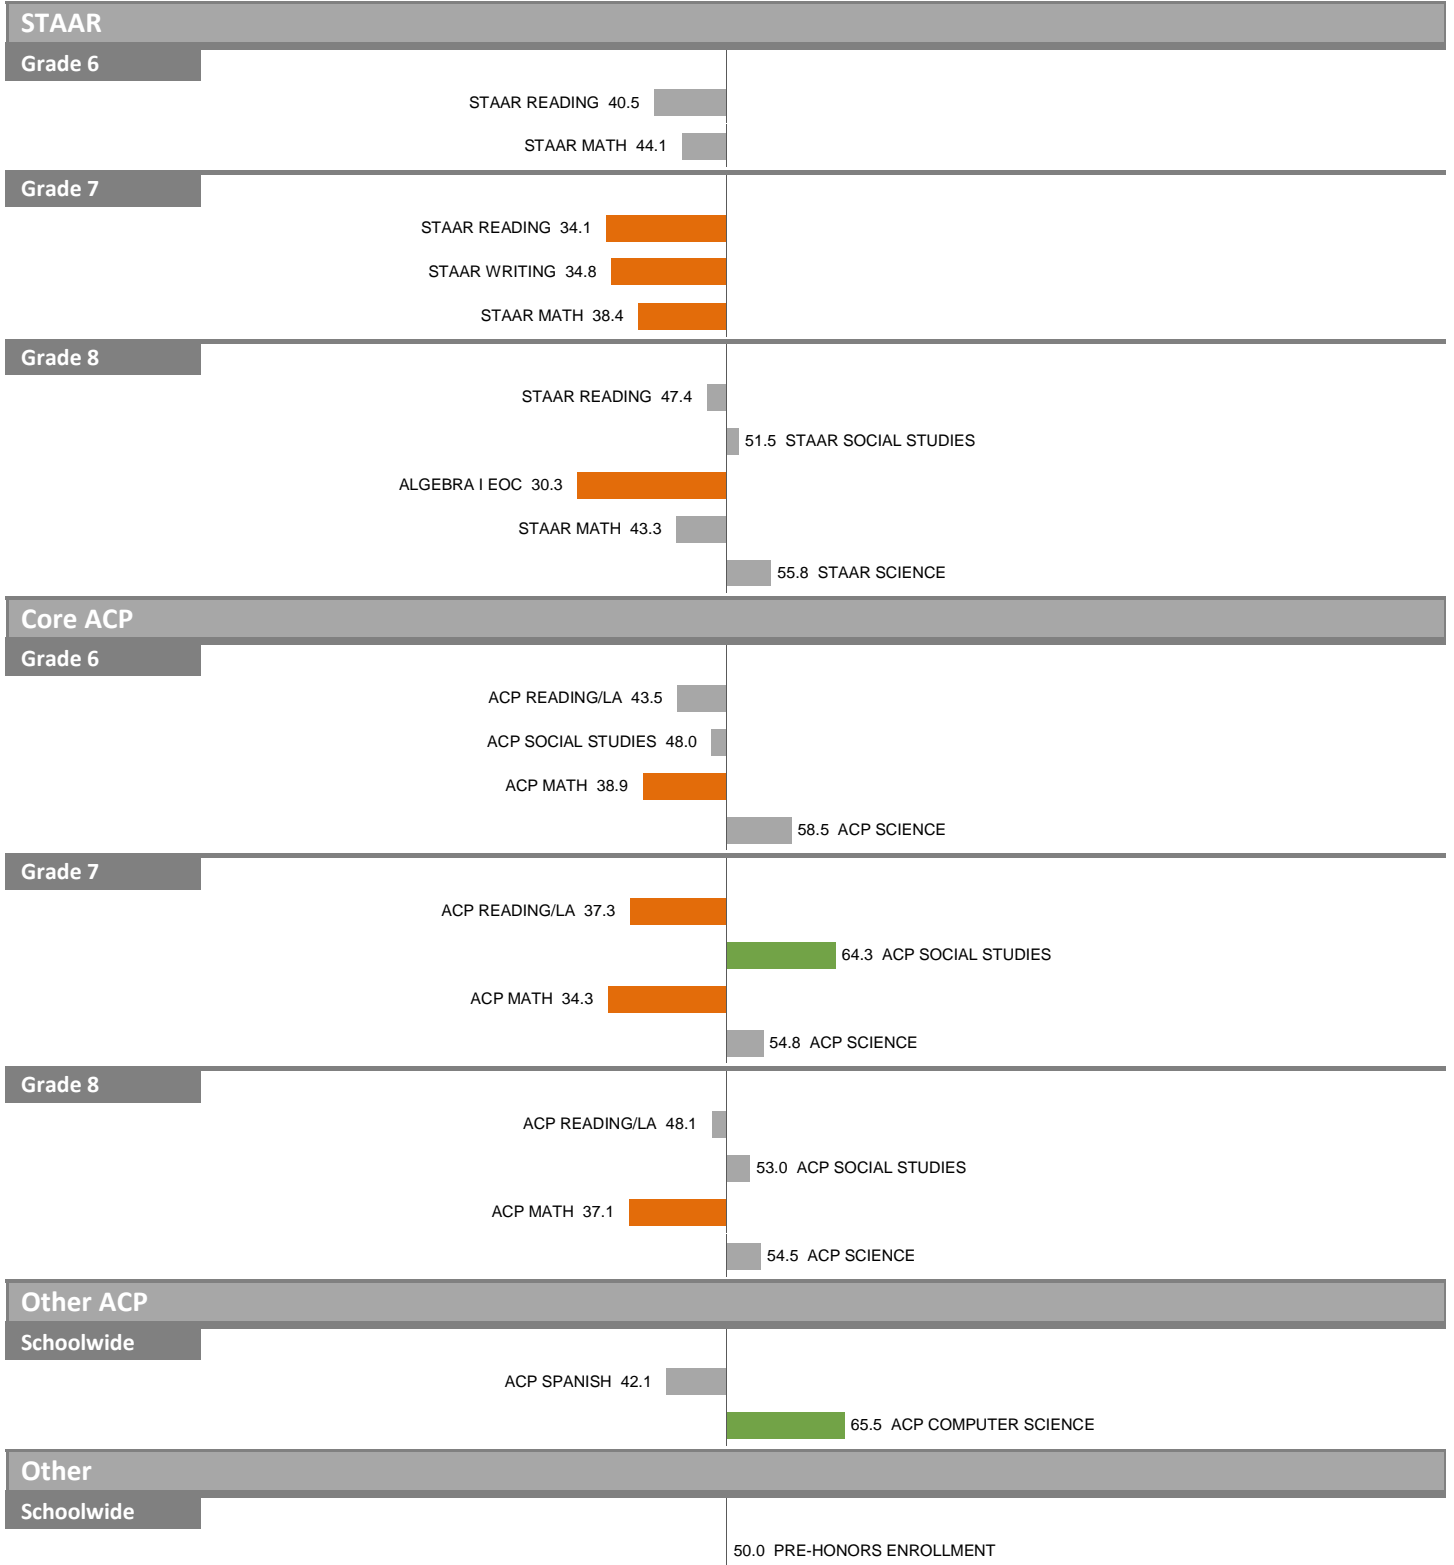 STAAR
Grade 6
STAAR READING 40.5
STAAR MATH 44.1
Grade 7
STAAR READING 34.1
STAAR WRITING 34.8
STAAR MATH 38.4
Grade 8
STAAR READING 47.4
51.5 STAAR SOCIAL STUDIES
ALGEBRA I EOC 30.3
STAAR MATH 43.3
55.8 STAAR SCIENCE
Core ACP
Grade 6
ACP READING/LA 43.5
ACP SOCIAL STUDIES 48.0
ACP MATH 38.9
58.5 ACP SCIENCE
Grade 7
ACP READING/LA 37.3
64.3 ACP SOCIAL STUDIES
ACP MATH 34.3
54.8 ACP SCIENCE
Grade 8
ACP READING/LA 48.1
53.0 ACP SOCIAL STUDIES
ACP MATH 37.1
54.5 ACP SCIENCE
Other ACP
Schoolwide
ACP SPANISH 42.1
65.5 ACP COMPUTER SCIENCE
Other
Schoolwide
50.0 PRE-HONORS ENROLLMENT